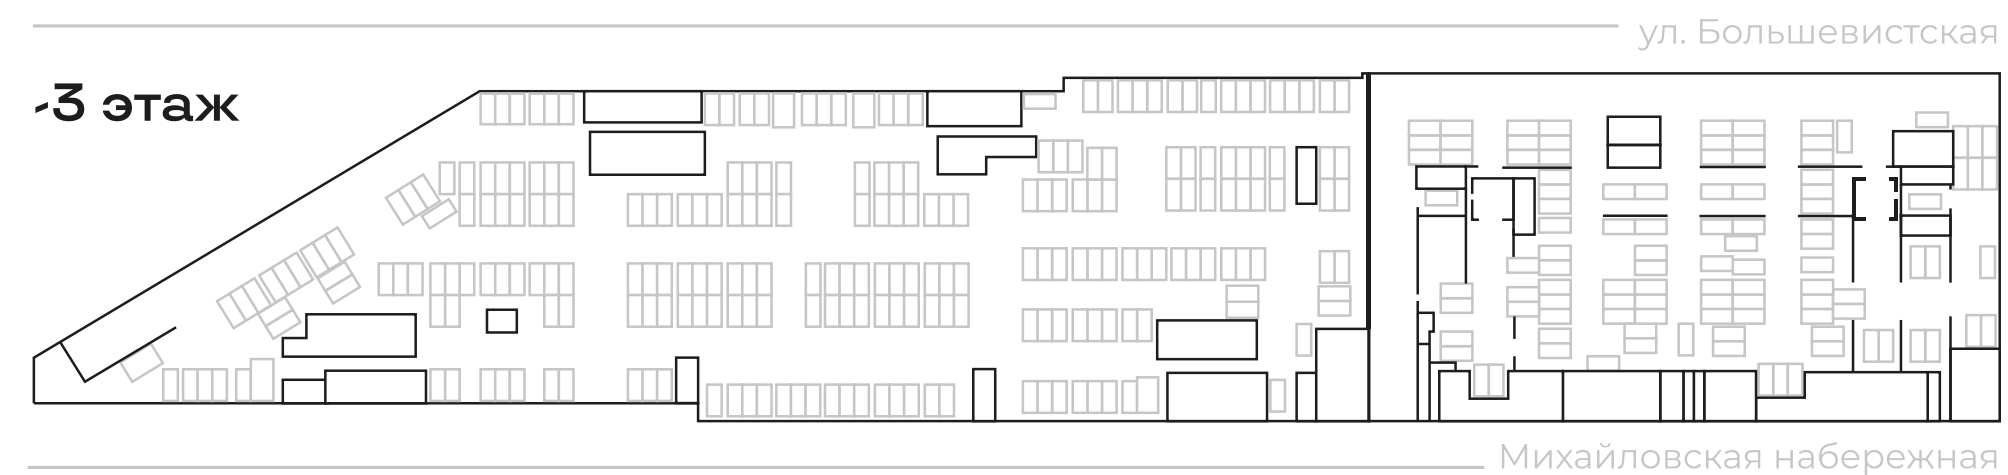 ул. Большевистская
-3 этаж
Михайловская набережная